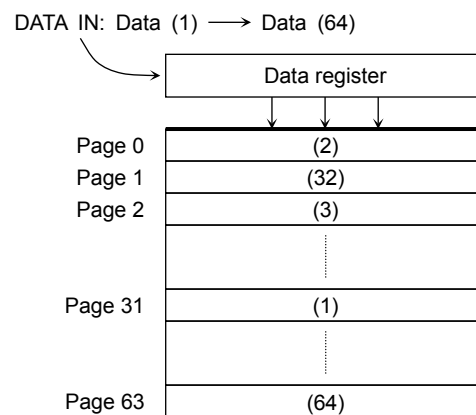 DATA IN: Data (1) Data (64)
Data register
Page 0 (2)
Page 1 (32)
Page 2 (3)
Page 31 (1)
Page 63 (64)